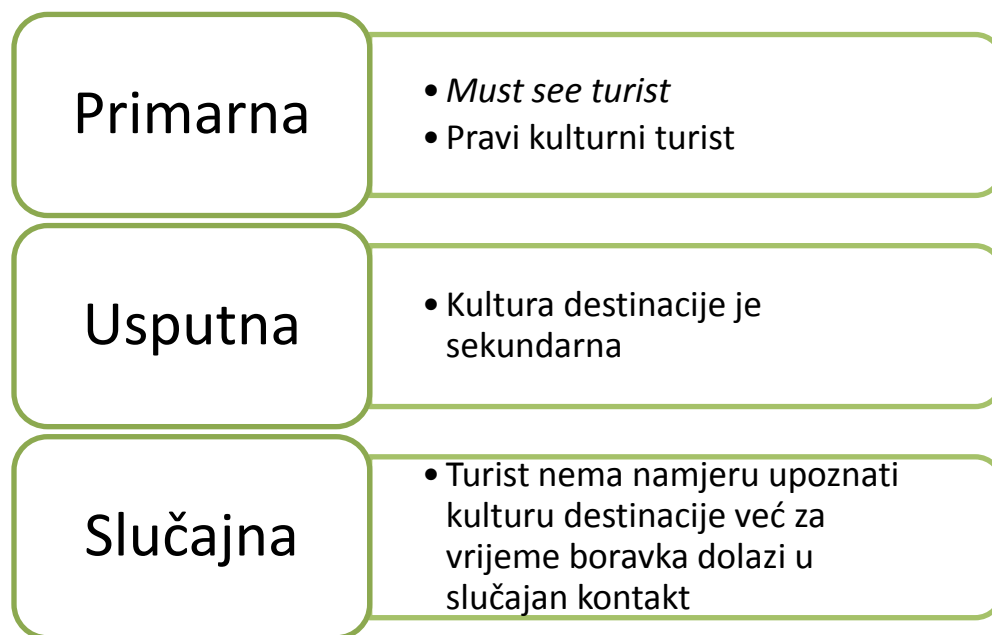 Primarna
• Must see turist
• Pravi kulturni turist
Usputna
• Kultura destinacije je
sekundarna
Slučajna
• Turist nema namjeru upoznati
kulturu destinacije već za
vrijeme boravka dolazi u
slučajan kontakt